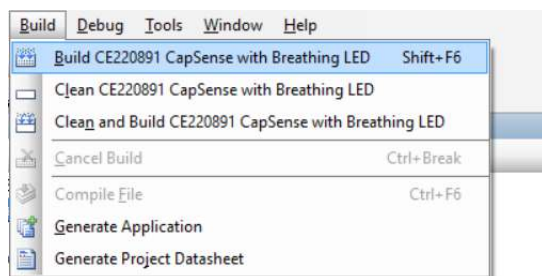 Build Debug Tools Window Help
Build CE220891 CapSense with Breathing LED Shift+F6
Clean CE220891 CapSense with Breathing LED
Clean and Build CE220891 CapSense with Breathing LED
Cancel Build Ctrl+Break
Compile File Ctrl+F6
Generate Application
Generate Project Datasheet